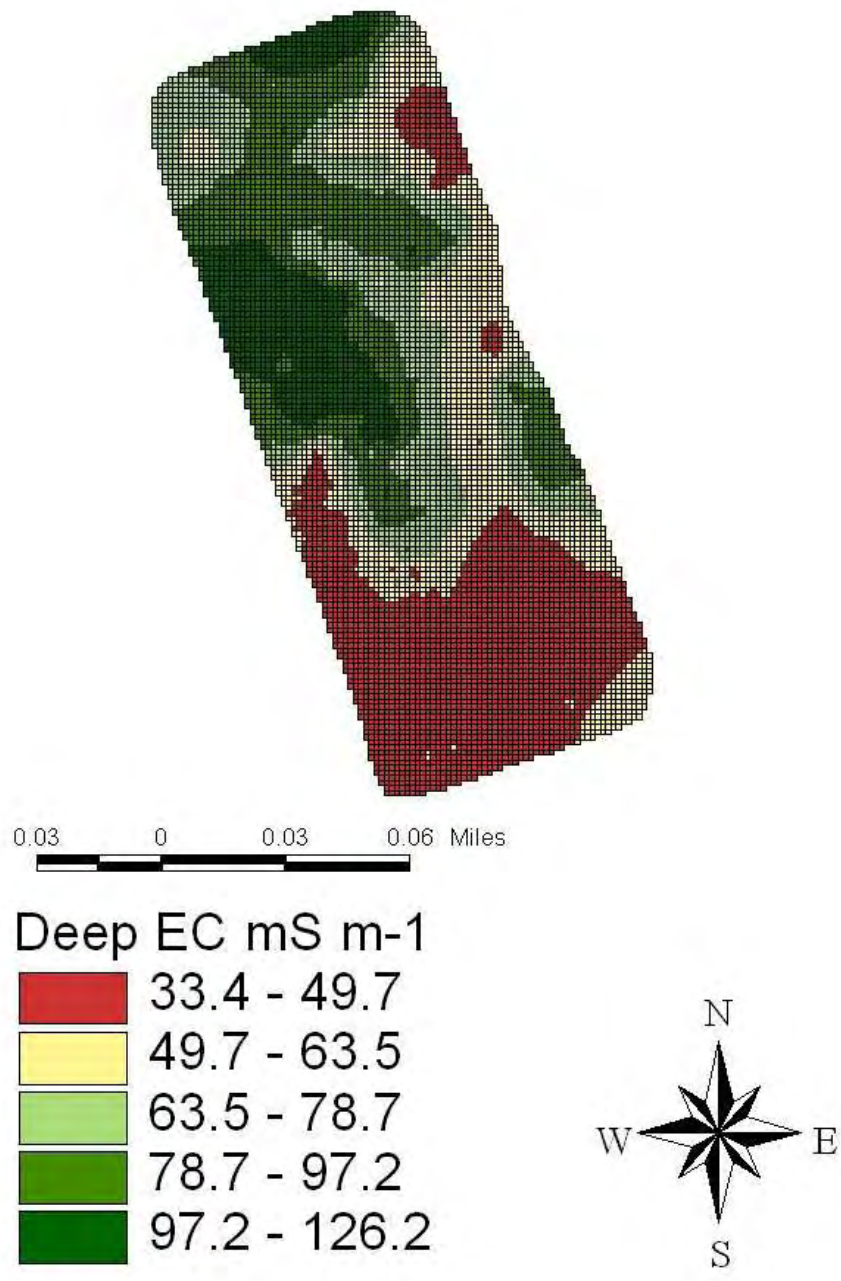 0.03 0 0.03 0.06 Miles
Deep EC mS m-1
33.4 - 49.7
49.7 - 63.5
63.5 - 78.7
78.7 - 97.2
97.2 - 126.2
N
W E
S